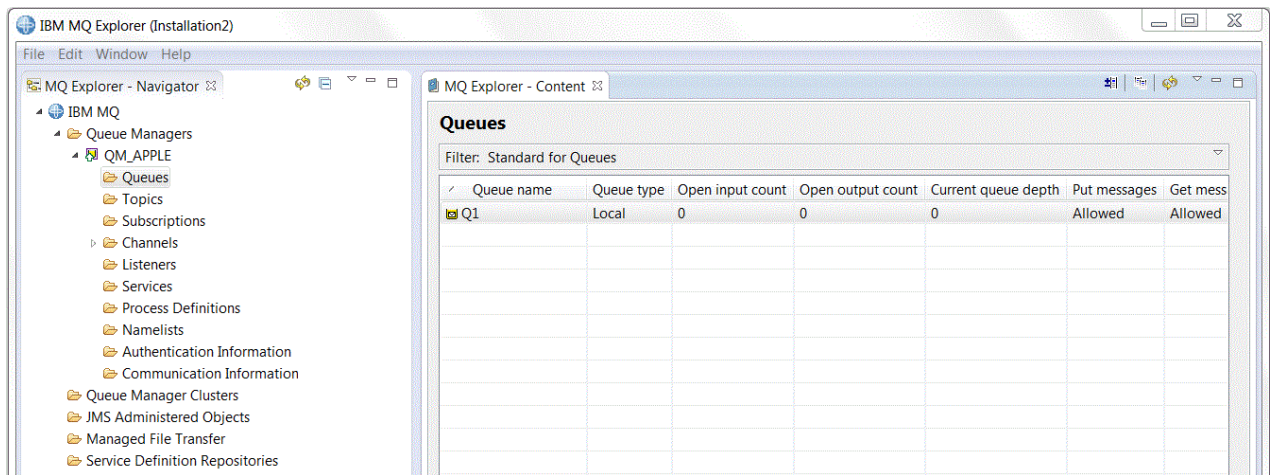 IBM MQ Explorer (Installation2)
File Edit Window Help
MQ Explorer - Navigator
IBM MQ
Queue Managers
QM_APPLE
Queues
Topics
Subscriptions
Channels
Listeners
Services
Process Definitions
Namelists
Authentication Information
Communication Information
Queue Manager Clusters
JMS Administered Objects
Managed File Transfer
Service Definition Repositories
MQ Explorer - Content
Queues
Filter: Standard for Queues
Queue name Queue type Open input count Open output count Current queue depth Put messages Get mess
Q1 Local 0 0 0 Allowed Allowed